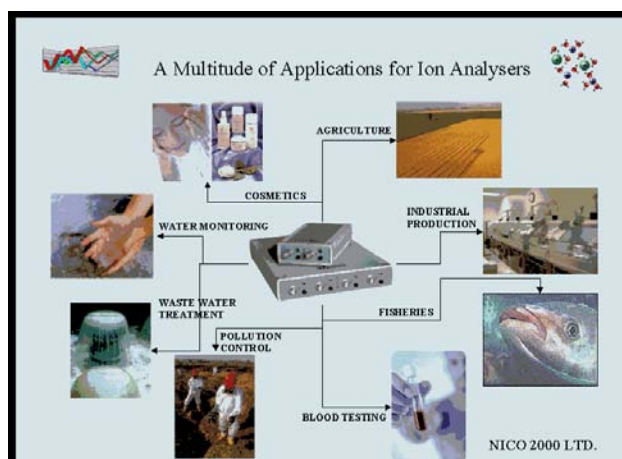 A Multitude of Applications for Ion Analysers
AGRICULTURE
COSMETICS
INDUSTRIAL
PRODUCTION
WATER MONITORING
WASTE WATER
TREATMENT
FISHERIES
POLLUTION
CONTROL
BLOOD TESTING
NICO 2000 LTD.